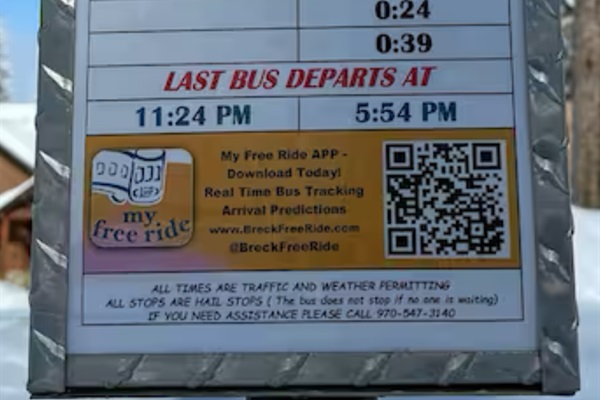 0:24
0:39
LAST BUS DEPARTS AT
11:24 PM 5:54 PM
My Free Ride APP -
Download Today!
Real Time Bus Tracking
Arrival Predictions
www.BreckFreeRide.com
@BreckFreeRide
my
free ride
ALL TIMES ARE TRAFFIC AND WEATHER PERMITTING
ALL STOPS ARE HAIL STOPS ( The bus does not stop if no one is waiting)
IF YOU NEED ASSISTANCE PLEASE CALL 970-547-3140